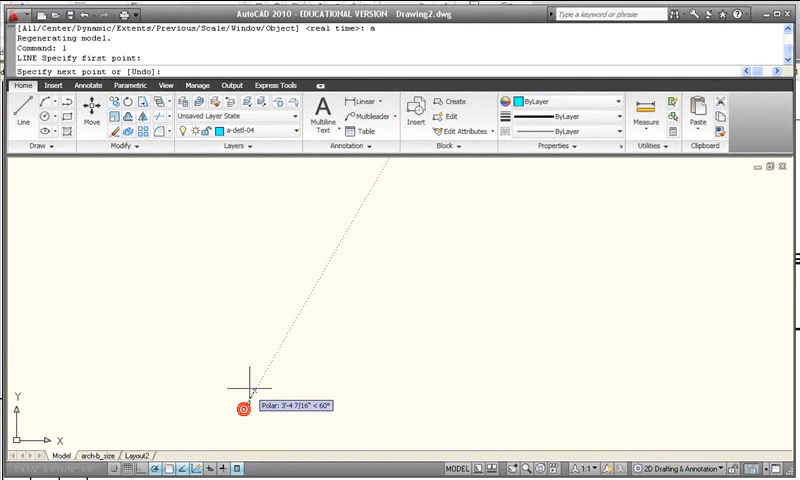 AutoCAD 2010 - EDUCATIONAL VERSION Drawing2.dwg
Type a keyword or phrase
[All/Center/Dynamic/Extents/Previous/Scale/Window/Object] <real time>: a
Regenerating model.
Command: l
LINE Specify first point:
Specify next point or [Undo]:
Home Insert Annotate Parametric View Manage Output Express Tools
Line
Move
Unsaved Layer State
a-detl-04
Multiline
Text
Linear
Multileader
Table
Insert
Create
Edit
Edit Attributes
ByLayer
ByLayer
ByLayer
Measure
Paste
Draw Modify Layers Annotation Block Properties Utilities Clipboard
Polar: 3'-4 7/16" < 60°
Y
X
Model arch-b_size Layout2
MODEL
1:1
2D Drafting & Annotation